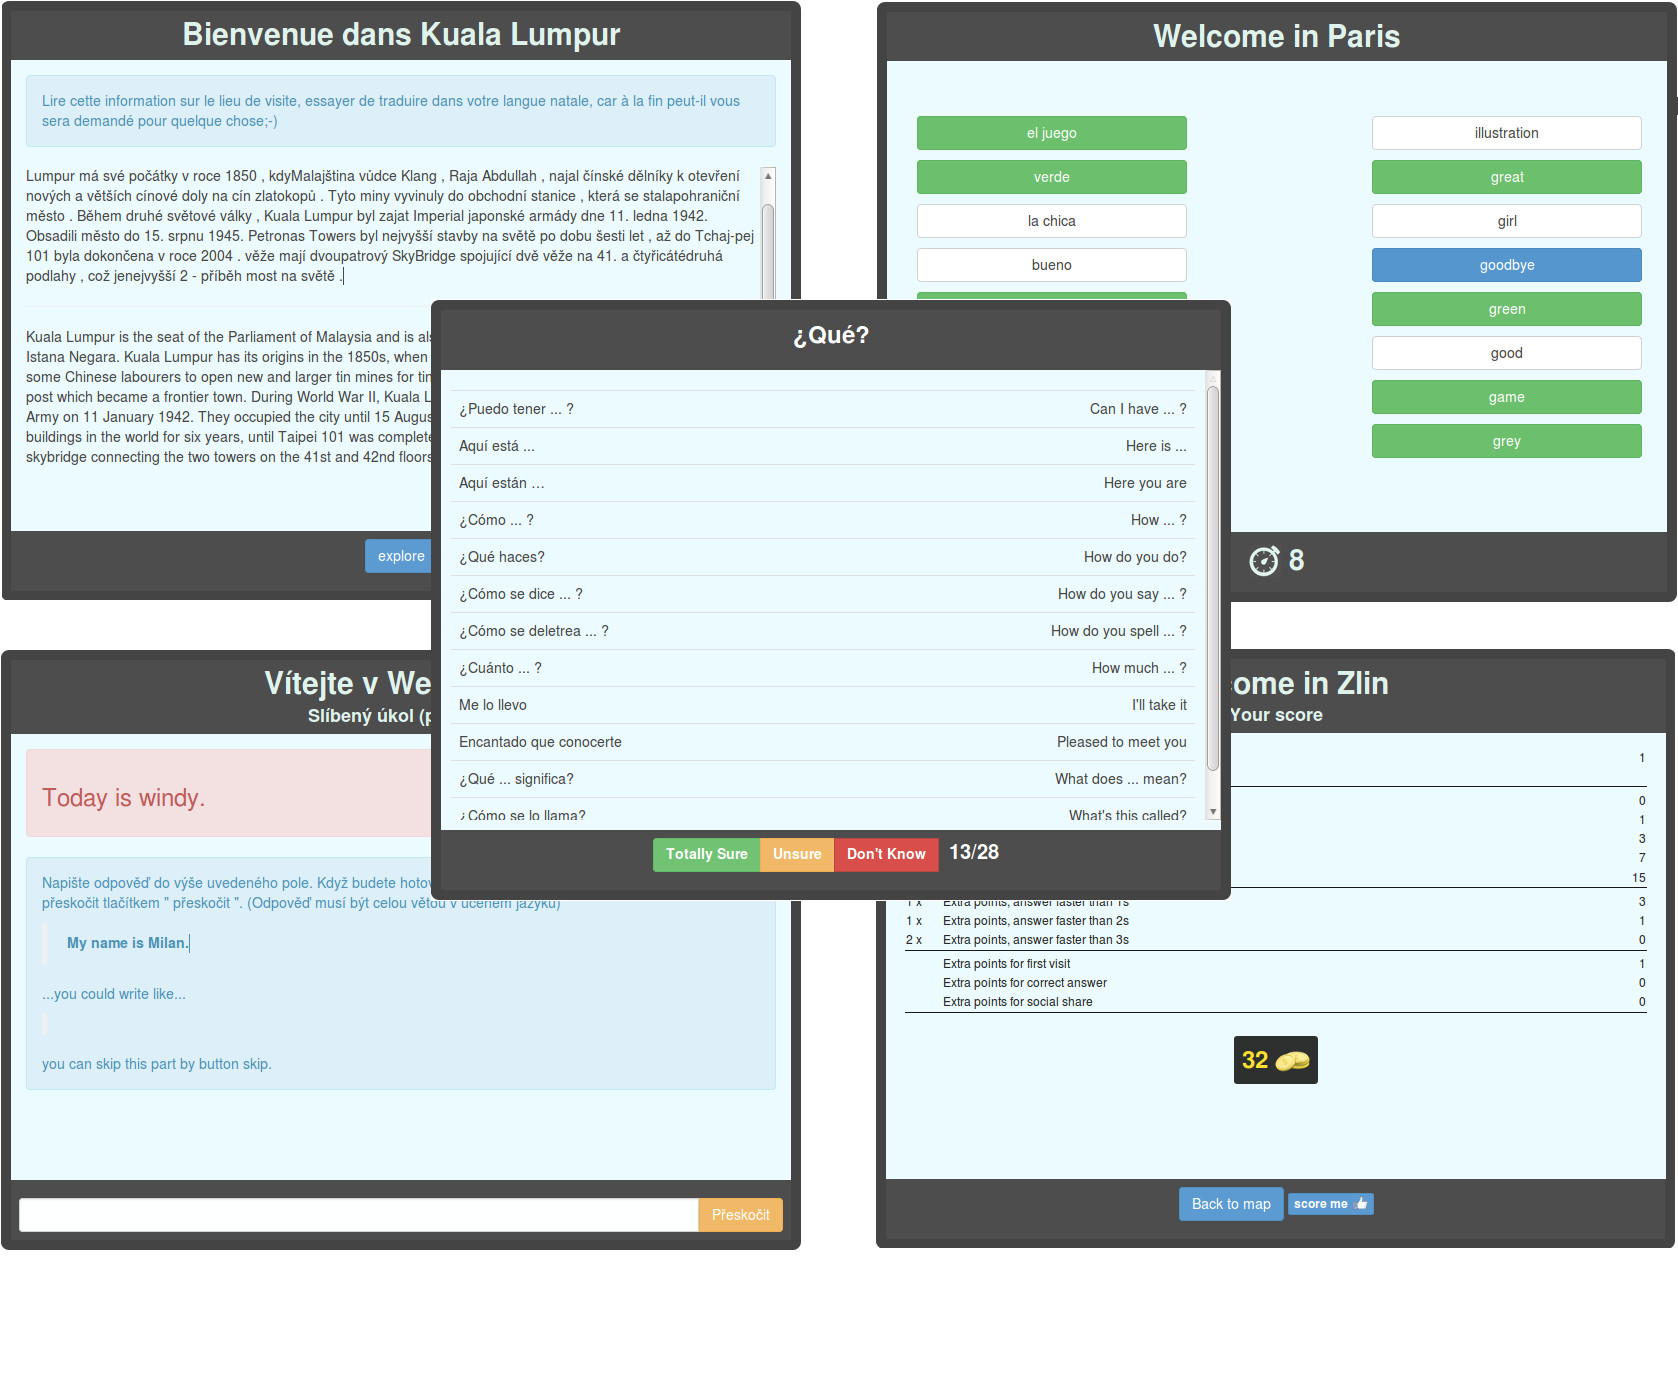 Bienvenue dans Kuala Lumpur
Lire cette information sur le lieu de visite, essayer de traduire dans votre langue natale, car à la fin peut-il vous
sera demandé pour quelque chose;-)
Lumpur má své počátky v roce 1850 , kdyMalajština vůdce Klang , Raja Abdullah , najal čínské dělníky k otevření
nových a větších cínové doly na cín zlatokopů . Tyto miny vyvinuly do obchodní stanice , která se stalapohraniční
město . Během druhé světové války , Kuala Lumpur byl zajat Imperial japonské armády dne 11. ledna 1942.
Obsadili město do 15. srpnu 1945. Petronas Towers byl nejvyšší stavby na světě po dobu šesti let , až do Tchaj-pej
101 byla dokončena v roce 2004 . věže mají dvoupatrový SkyBridge spojující dvě věže na 41. a čtyřicátédruhá
podlahy , což jenejvyšší 2 - příběh most na světě .
Kuala Lumpur is the seat of the Parliament of Malaysia and is
Istana Negara. Kuala Lumpur has its origins in the 1850s, when
some Chinese labourers to open new and larger tin mines for
post which became a frontier town. During World War II, Kuala
Army on 11 January 1942. They occupied the city until 15
buildings in the world for six years, until Taipei 101 was
skybridge connecting the two towers on the 41st and 42nd floors
explore
Welcome in Paris
el juego
verde
la chica
bueno
illustration
great
girl
goodbye
green
good
game
grey
8
¿Qué?
¿Puedo tener ... ? Can I have ... ?
Aquí está ... Here is ...
Aquí están … Here you are
¿Cómo ... ? How ... ?
¿Qué haces? How do you do?
¿Cómo se dice ... ? How do you say ... ?
¿Cómo se deletrea ... ? How do you spell ... ?
¿Cuánto ... ? How much ... ?
Me lo llevo I'll take it
Encantado que conocerte Pleased to meet you
¿Qué ... significa? What does ... mean?
¿Cómo se lo llama? What's this called?
Totally Sure Unsure Don't Know 13/28
Vítejte v We
Slíbený úkol (p
Today is windy.
Napište odpověď do výše uvedeného pole. Když budete
přeskočit tlačítkem " přeskočit ". (Odpověď musí být celou větou v učeném jazyku)
My name is Milan.
...you could write like...
you can skip this part by button skip.
Přeskočit
come in Zlin
Your score
1
0
1
3
7
15
1 x Extra points, answer faster than 1s 3
1 x Extra points, answer faster than 2s 1
2 x Extra points, answer faster than 3s 0
Extra points for first visit 1
Extra points for correct answer 0
Extra points for social share 0
32
Back to map score me